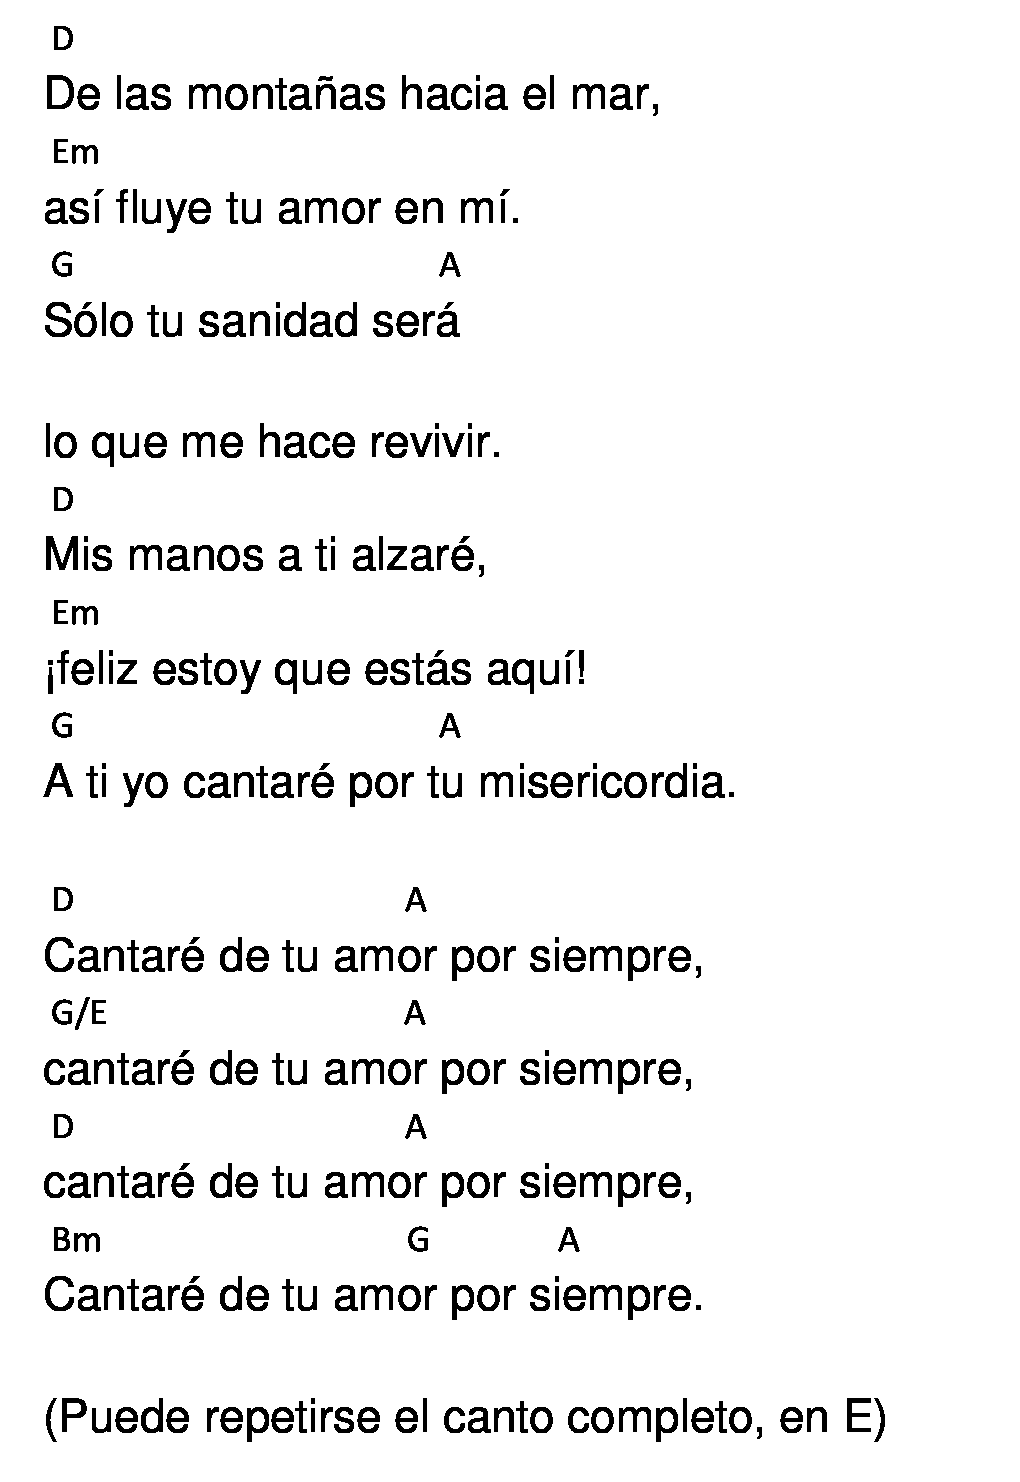 D
De las montañas hacia el mar,
Em
así fluye tu amor en mí.
G A
Sólo tu sanidad será
lo que me hace revivir.
D
Mis manos a ti alzaré,
Em
¡feliz estoy que estás aquí!
G A
A ti yo cantaré por tu misericordia.
D A
Cantaré de tu amor por siempre,
G/E A
cantaré de tu amor por siempre,
D A
cantaré de tu amor por siempre,
Bm G A
Cantaré de tu amor por siempre.
(Puede repetirse el canto completo, en E)